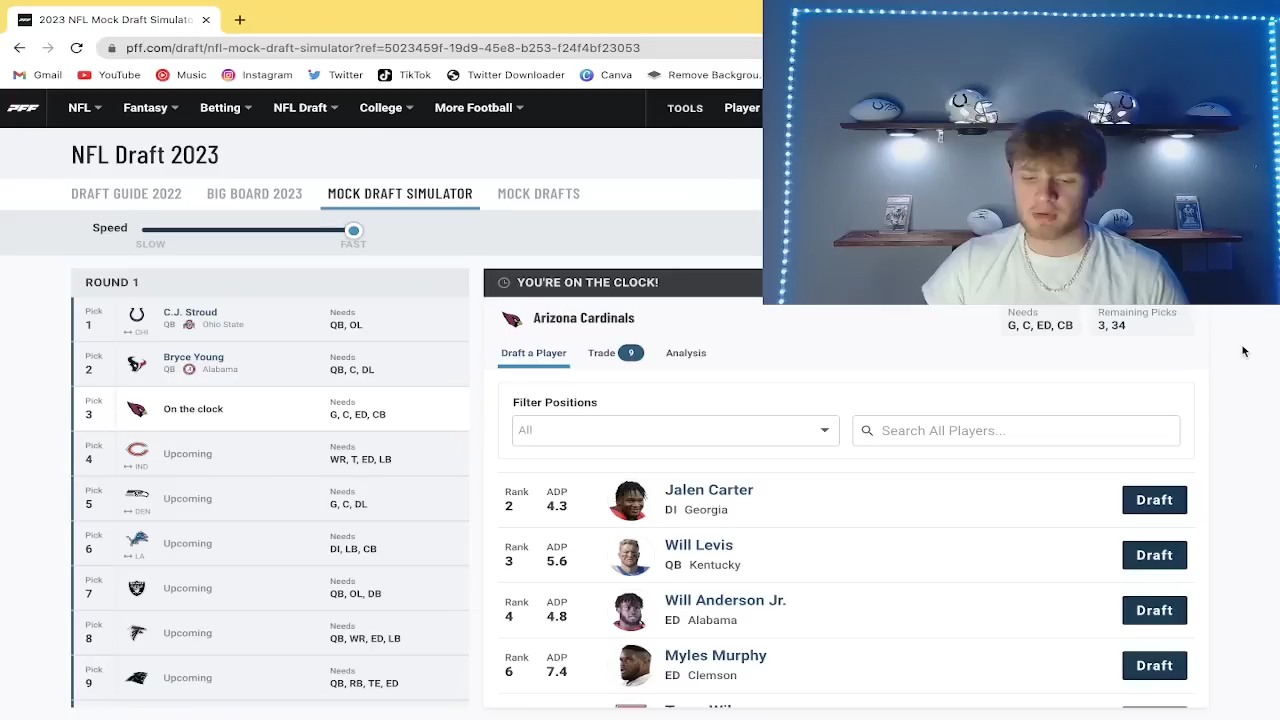 2023 NFL Mock Draft Simulato
pff.com/draft/nfl-mock-draft-simulator?ref=5023459f-19d9-45e8-b253-f24f4bf23053
Gmail YouTube Music Instagram Twitter TikTok Twitter Downloader Canva Remove Backgrou...
PFF NFL Fantasy Betting NFL Draft College More Football TOOLS Player
NFL Draft 2023
DRAFT GUIDE 2022 BIG BOARD 2023 MOCK DRAFT SIMULATOR MOCK DRAFTS
Speed
SLOW FAST
ROUND 1
Pick 1 CHI C.J. Stroud QB Ohio State Needs QB, OL
Pick 2 Bryce Young QB Alabama Needs QB, C, DL
Pick 3 On the clock Needs G, C, ED, CB
Pick 4 IND Upcoming Needs WR, T, ED, LB
Pick 5 DEN Upcoming Needs G, C, DL
Pick 6 LA Upcoming Needs DI, LB, CB
Pick 7 Upcoming Needs QB, OL, DB
Pick 8 Upcoming Needs QB, WR, ED, LB
Pick 9 Upcoming Needs QB, RB, TE, ED
YOU'RE ON THE CLOCK!
Arizona Cardinals Needs G, C, ED, CB Remaining Picks 3, 34
Draft a Player Trade 9 Analysis
Filter Positions
All Search All Players...
Rank 2 ADP 4.3 Jalen Carter DI Georgia Draft
Rank 3 ADP 5.6 Will Levis QB Kentucky Draft
Rank 4 ADP 4.8 Will Anderson Jr. ED Alabama Draft
Rank 6 ADP 7.4 Myles Murphy ED Clemson Draft